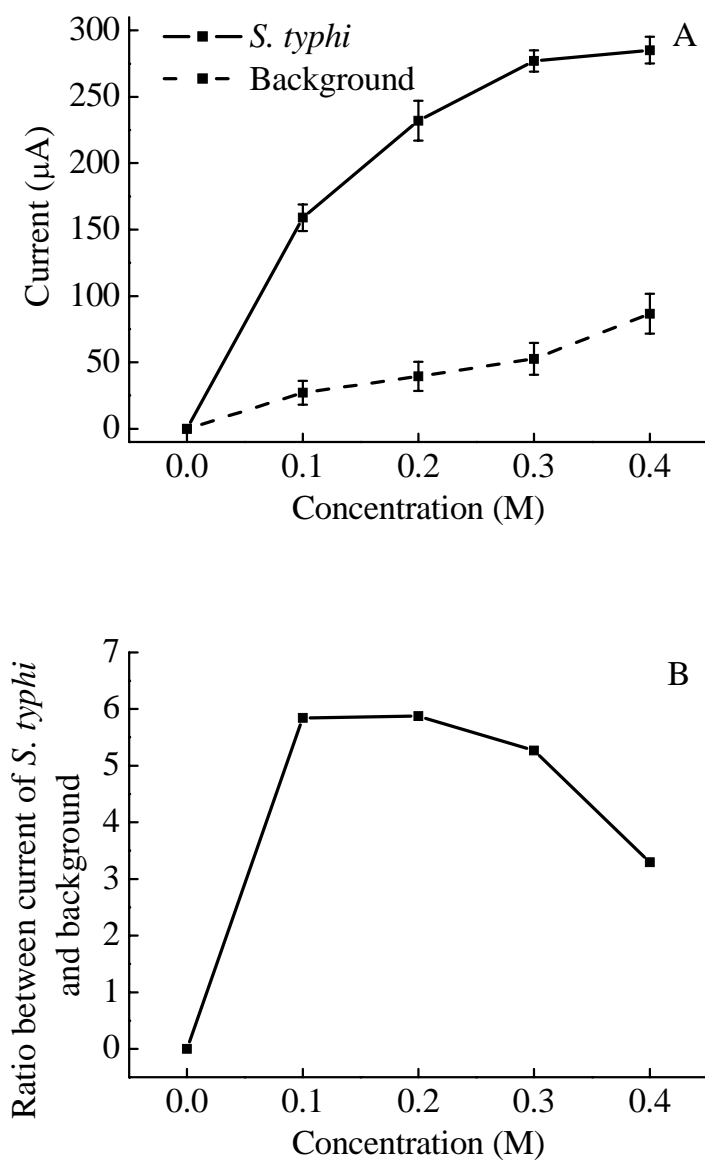 300
250
200
150
100
50
0
Current (µA)
S. typhi
Background
A
0.0 0.1 0.2 0.3 0.4
Concentration (M)
7
6
5
4
3
2
1
0
Ratio between current of S. typhi
and background
B
0.0 0.1 0.2 0.3 0.4
Concentration (M)